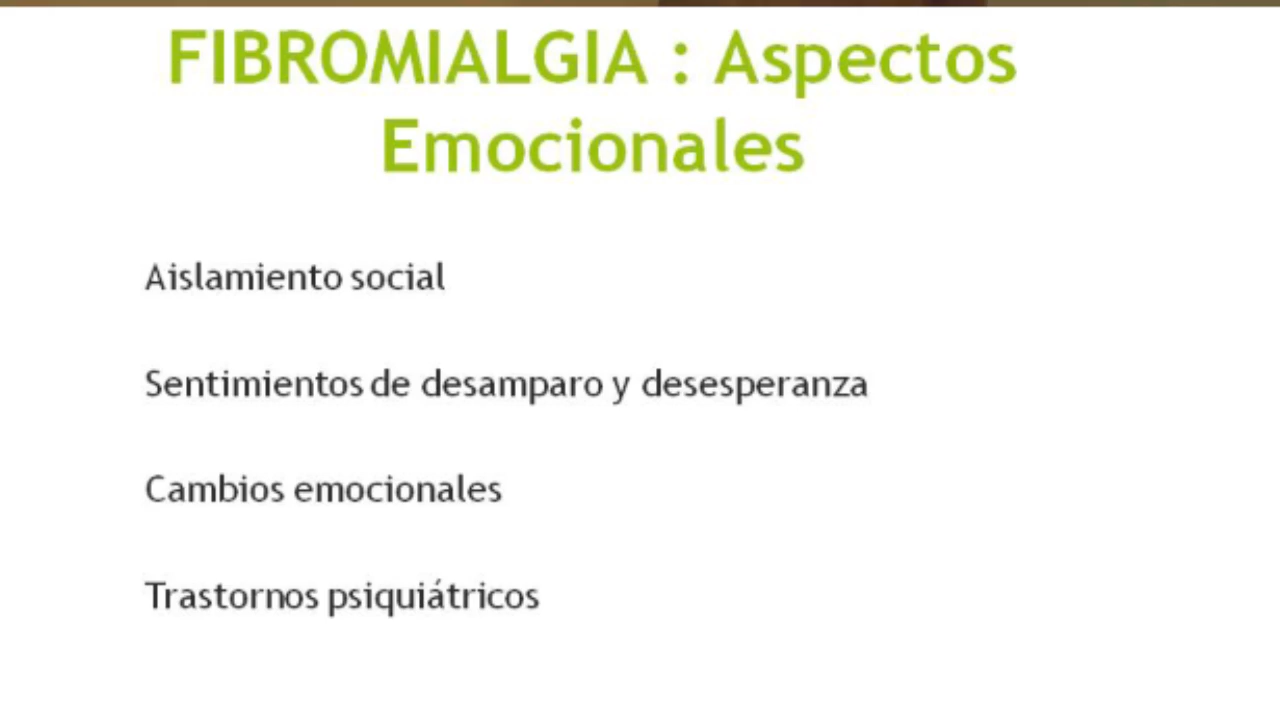 FIBROMIALGIA : Aspectos
Emocionales
Aislamiento social
Sentimientos de desamparo y desesperanza
Cambios emocionales
Trastornos psiquiátricos